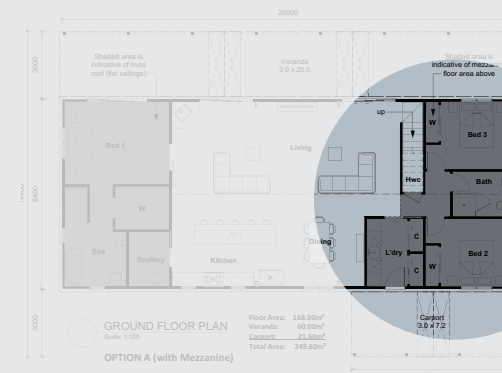 20000
3000
8400
3000
Shaded area is
indicative of truss
roof (flat ceilings)
Veranda
3.0 x 20.0
Shaded area is
indicative of
floor area above
up
W
Bed 3
Bed 1
Living
Hwc
Bath
W
Ens
Scullery
Kitchen
Dining
L'dry
C
C
W
Bed 2
Carport
3.0 x 7.2
GROUND FLOOR PLAN
Scale: 1:100
OPTION A (with Mezzanine)
Floor Area: 168.00m²
Veranda: 60.00m²
Carport: 21.60m²
Total Area: 249.60m²